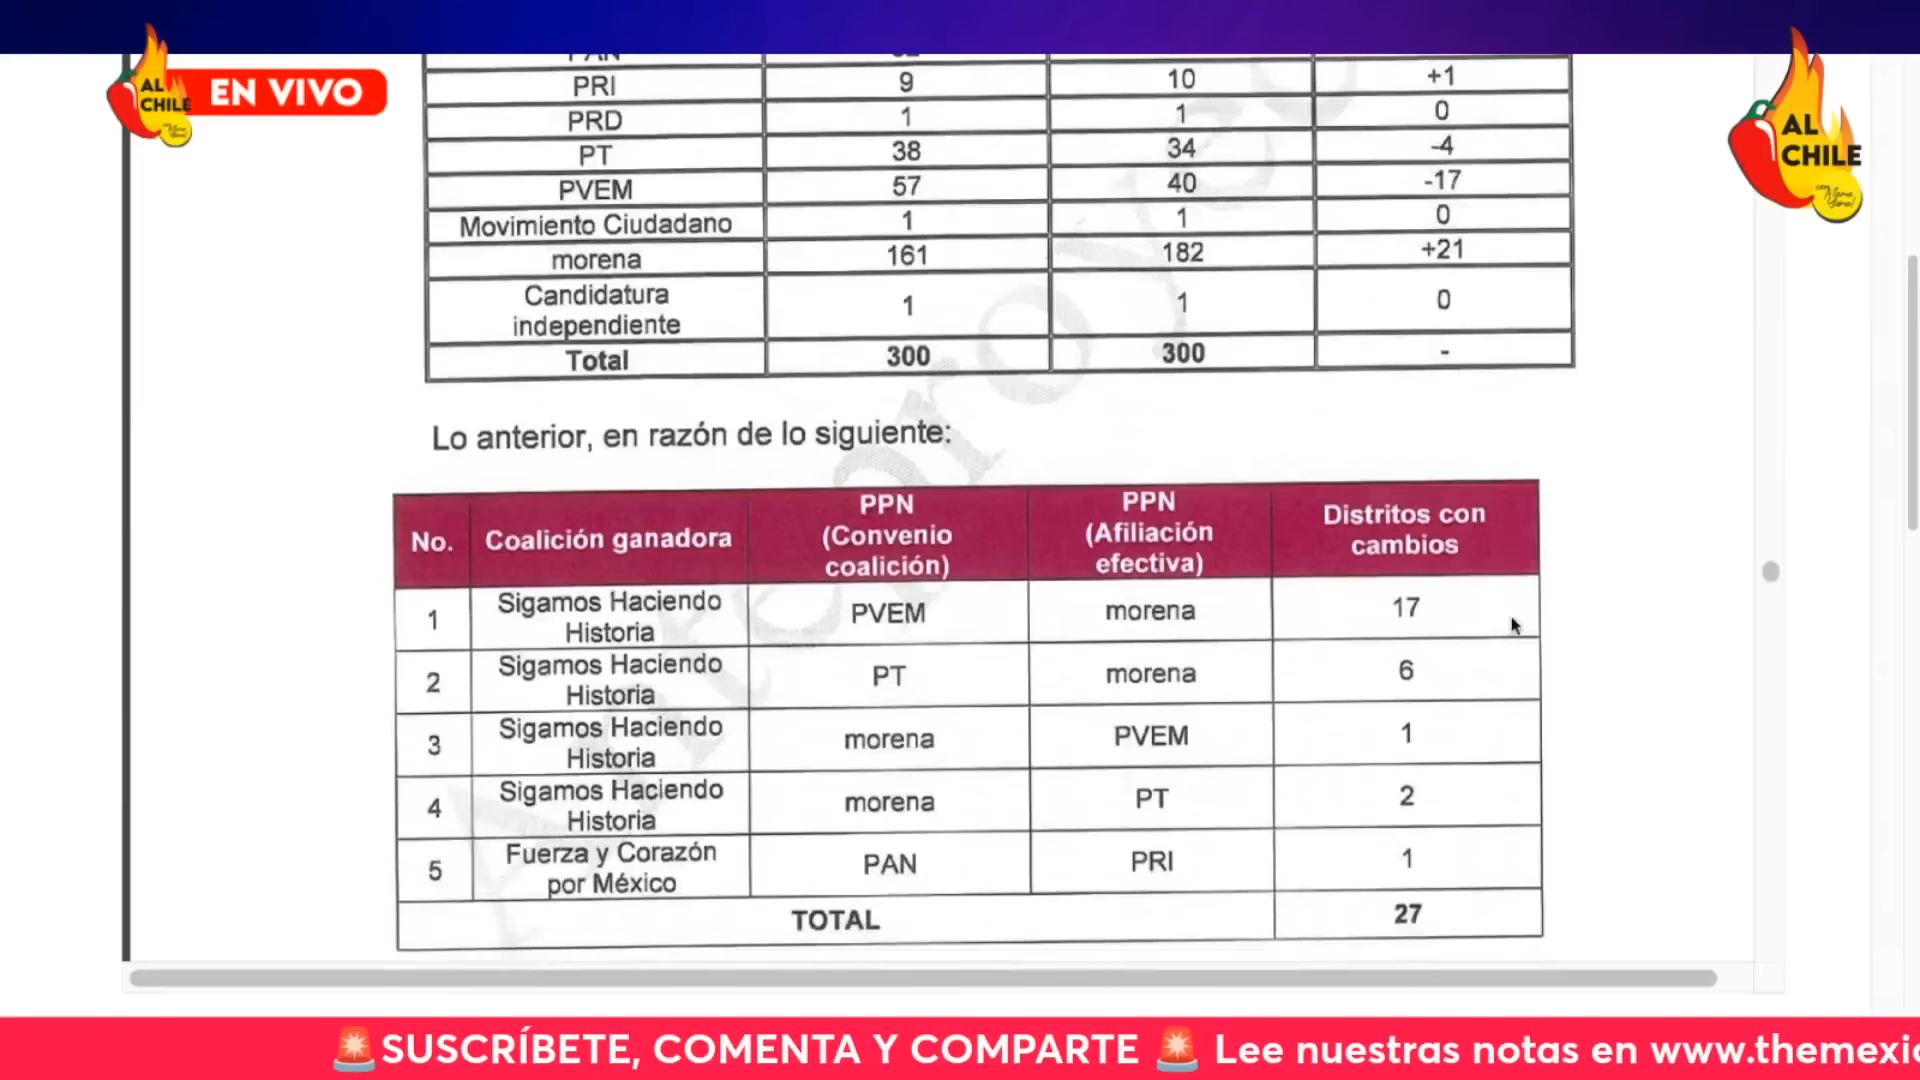 PRI 9 10 +1
PRD 1 1 0
PT 38 34 -4
PVEM 57 40 -17
Movimiento Ciudadano 1 1 0
morena 161 182 +21
Candidatura
independiente 1 1 0
Total 300 300 -
Lo anterior, en razón de lo siguiente:
No. Coalición ganadora PPN
(Convenio
coalición) PPN
(Afiliación
efectiva) Distritos con
cambios
1 Sigamos Haciendo
Historia PVEM morena 17
2 Sigamos Haciendo
Historia PT morena 6
3 Sigamos Haciendo
Historia morena PVEM 1
4 Sigamos Haciendo
Historia morena PT 2
5 Fuerza y Corazón
por México PAN PRI 1
TOTAL 27
AL
CHILE
EN VIVO
AL
CHILE
SUSCRÍBETE, COMENTA Y COMPARTE Lee nuestras notas en www.themexic